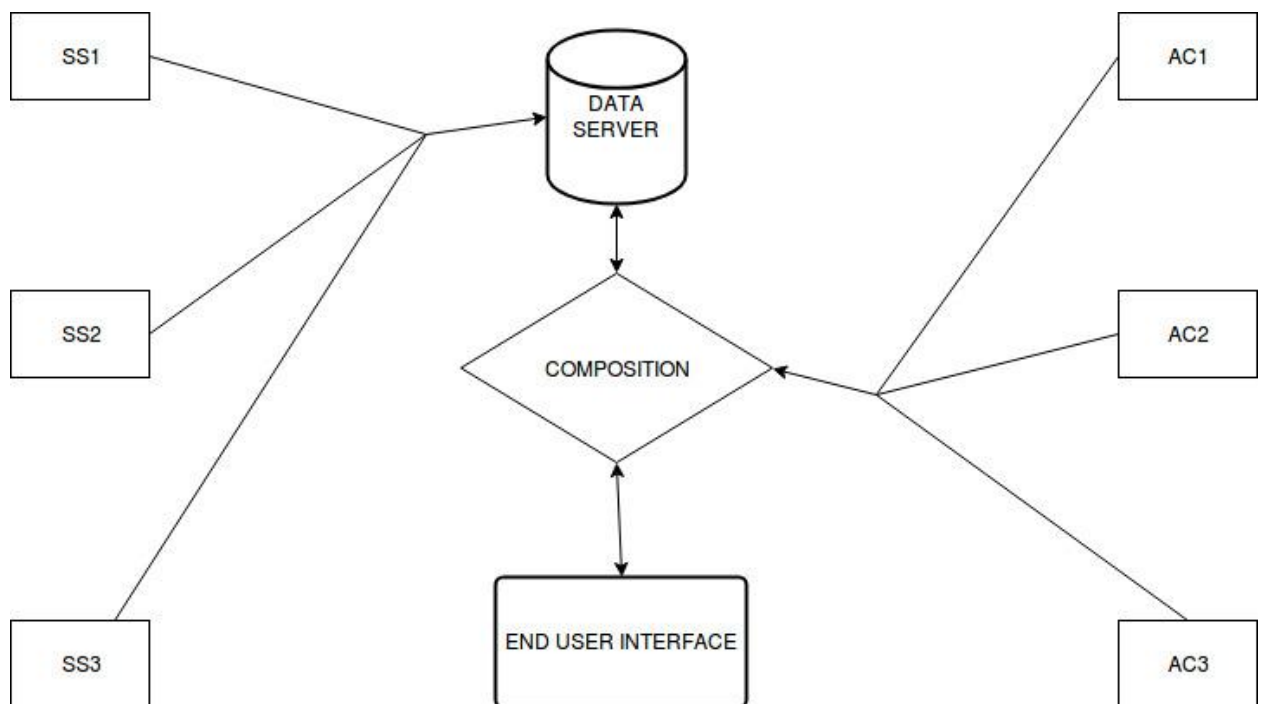 SS1
DATA
SERVER
AC1
SS2
COMPOSITION
AC2
SS3
END USER INTERFACE
AC3